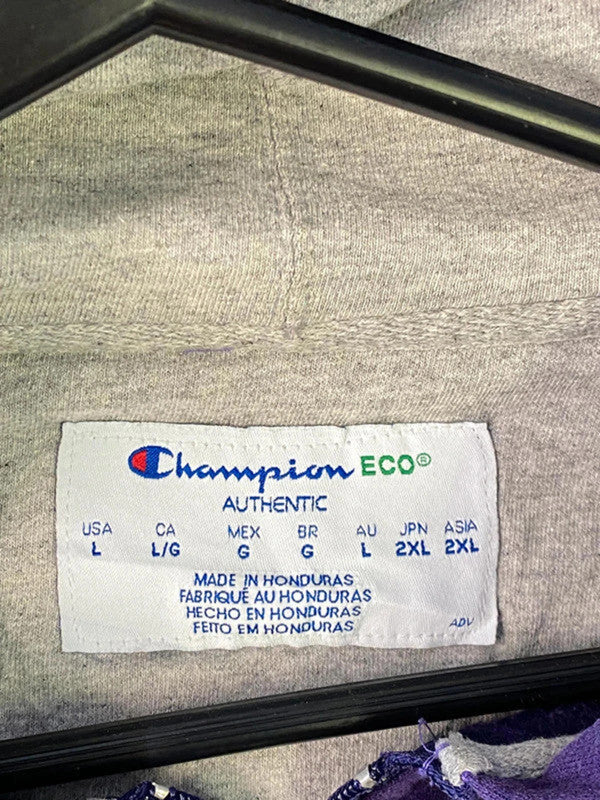 Champion ECO®
AUTHENTIC
USA CA MEX BR AU JPN ASIA
L L/G G G L 2XL 2XL
MADE IN HONDURAS
FABRIQUÉ AU HONDURAS
HECHO EN HONDURAS
FEITO EM HONDURAS
ADV